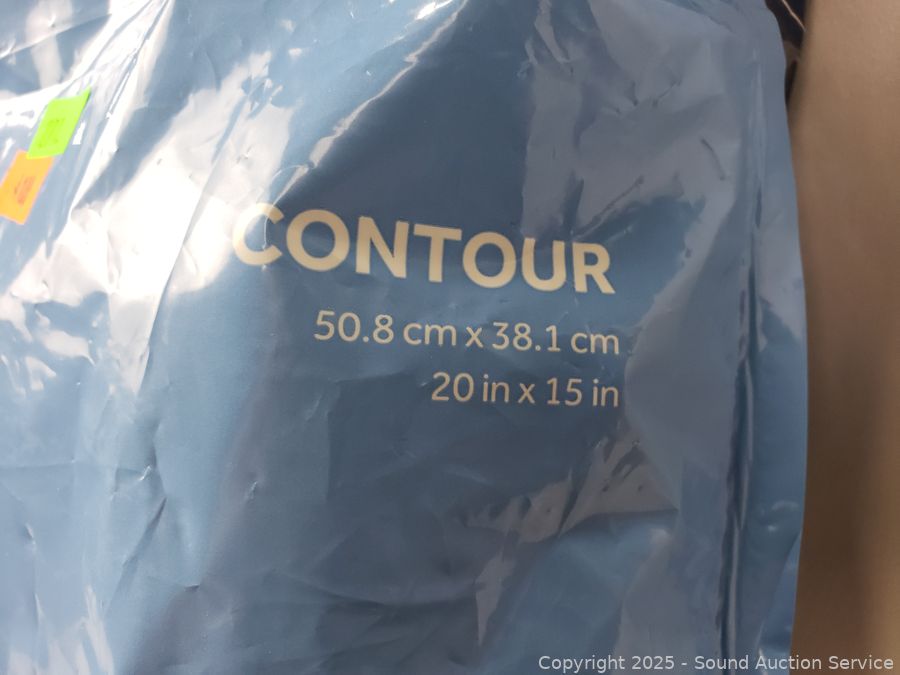 CONTOUR
50.8 cm x 38.1 cm
20 in x 15 in
Copyright 2025 - Sound Auction Service